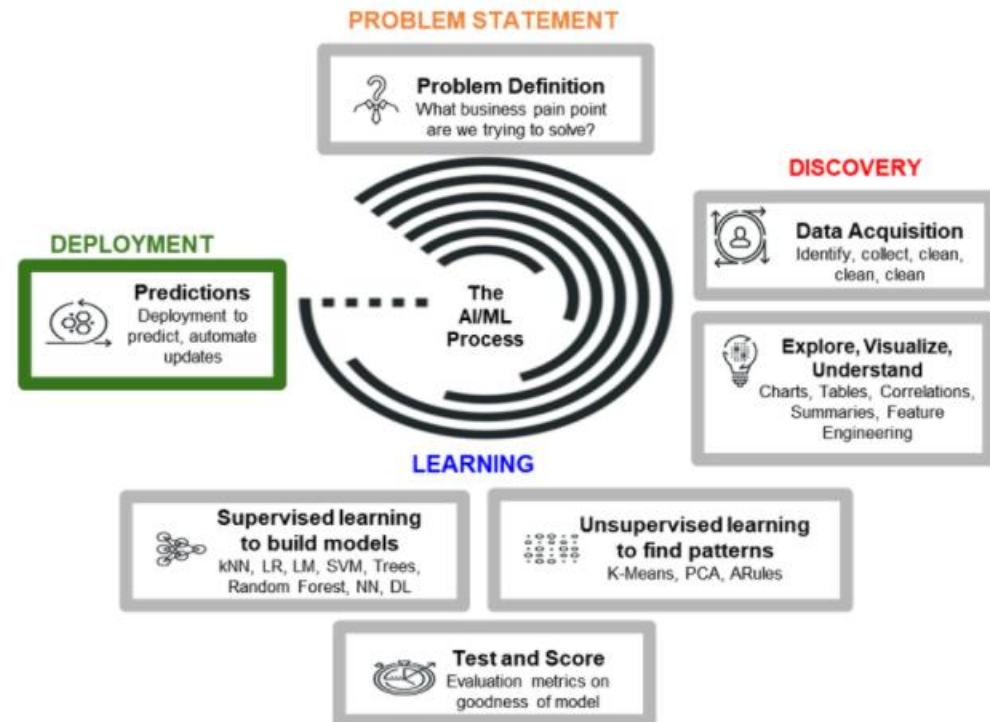 PROBLEM STATEMENT
Problem Definition
What business pain point
are we trying to solve?
DISCOVERY
Data Acquisition
Identify, collect, clean,
clean, clean
Explore, Visualize,
Understand
Charts, Tables, Correlations,
Summaries, Feature
Engineering
The
AI/ML
Process
LEARNING
Supervised learning
to build models
kNN, LR, LM, SVM, Trees,
Random Forest, NN, DL
Unsupervised learning
to find patterns
K-Means, PCA, ARules
Test and Score
Evaluation metrics on
goodness of model
DEPLOYMENT
Predictions
Deployment to
predict, automate
updates